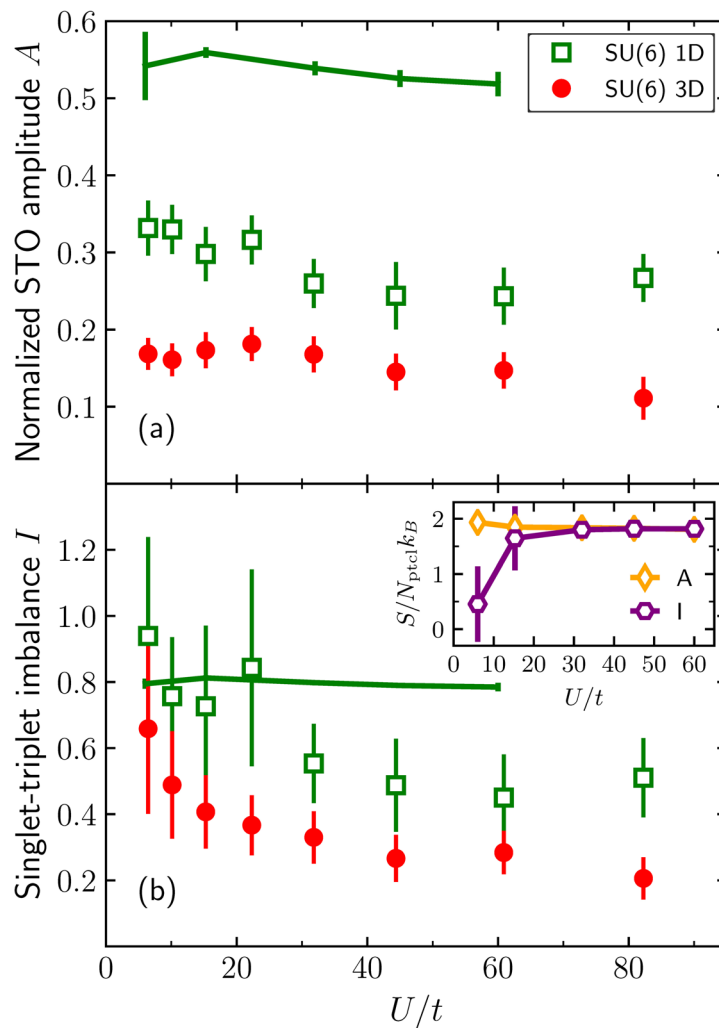 Normalized STO amplitude A
0.6
0.5
0.4
0.3
0.2
0.1
SU(6) 1D
SU(6) 3D
(a)
Singlet-triplet imbalance I
1.2
1.0
0.8
0.6
0.4
0.2
(b)
S/N_ptcl k_B
2
1
0
A
I
0 10 20 30 40 50 60
U/t
0 20 40 60 80
U/t